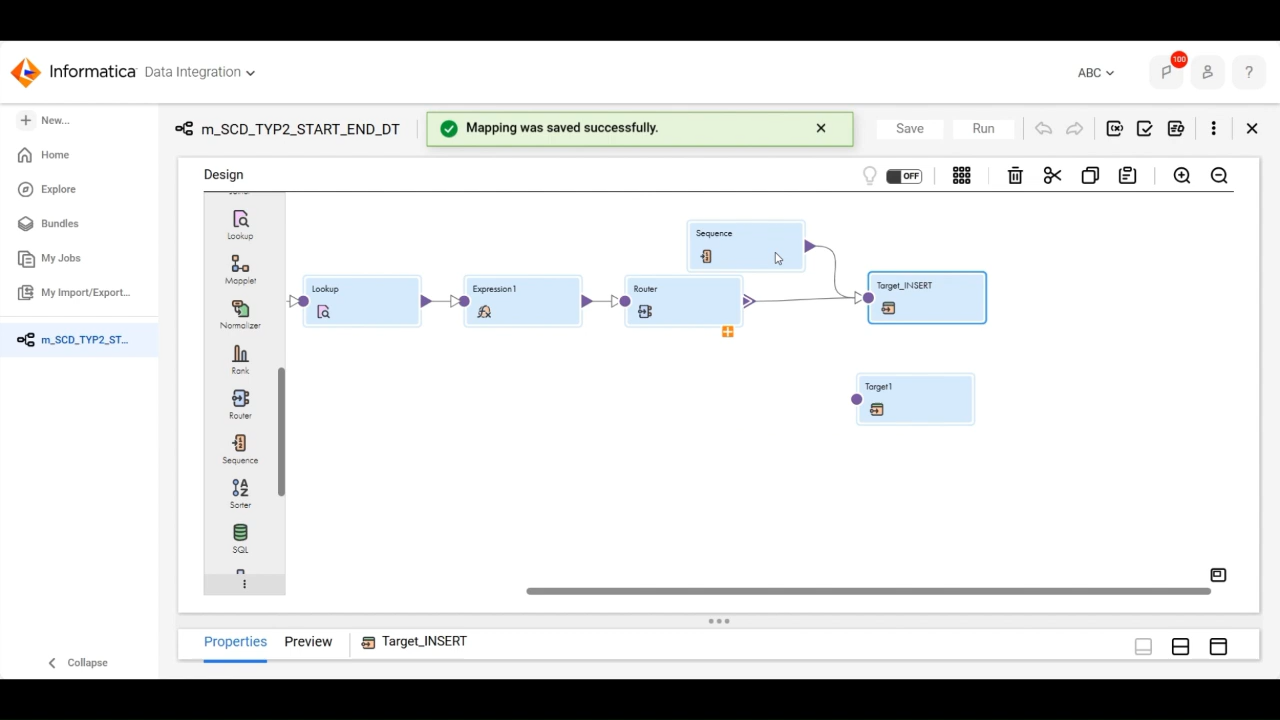 Informatica Data Integration
ABC
100
?
New...
Home
Explore
Bundles
My Jobs
My Import/Export...
m_SCD_TYP2_ST...
Collapse
m_SCD_TYP2_START_END_DT
Mapping was saved successfully.
Save
Run
Design
OFF
Lookup
Mapplet
Normalizer
Rank
Router
Sequence
Sorter
SQL
Lookup
Expression1
Router
Sequence
Target_INSERT
Target1
Properties
Preview
Target_INSERT